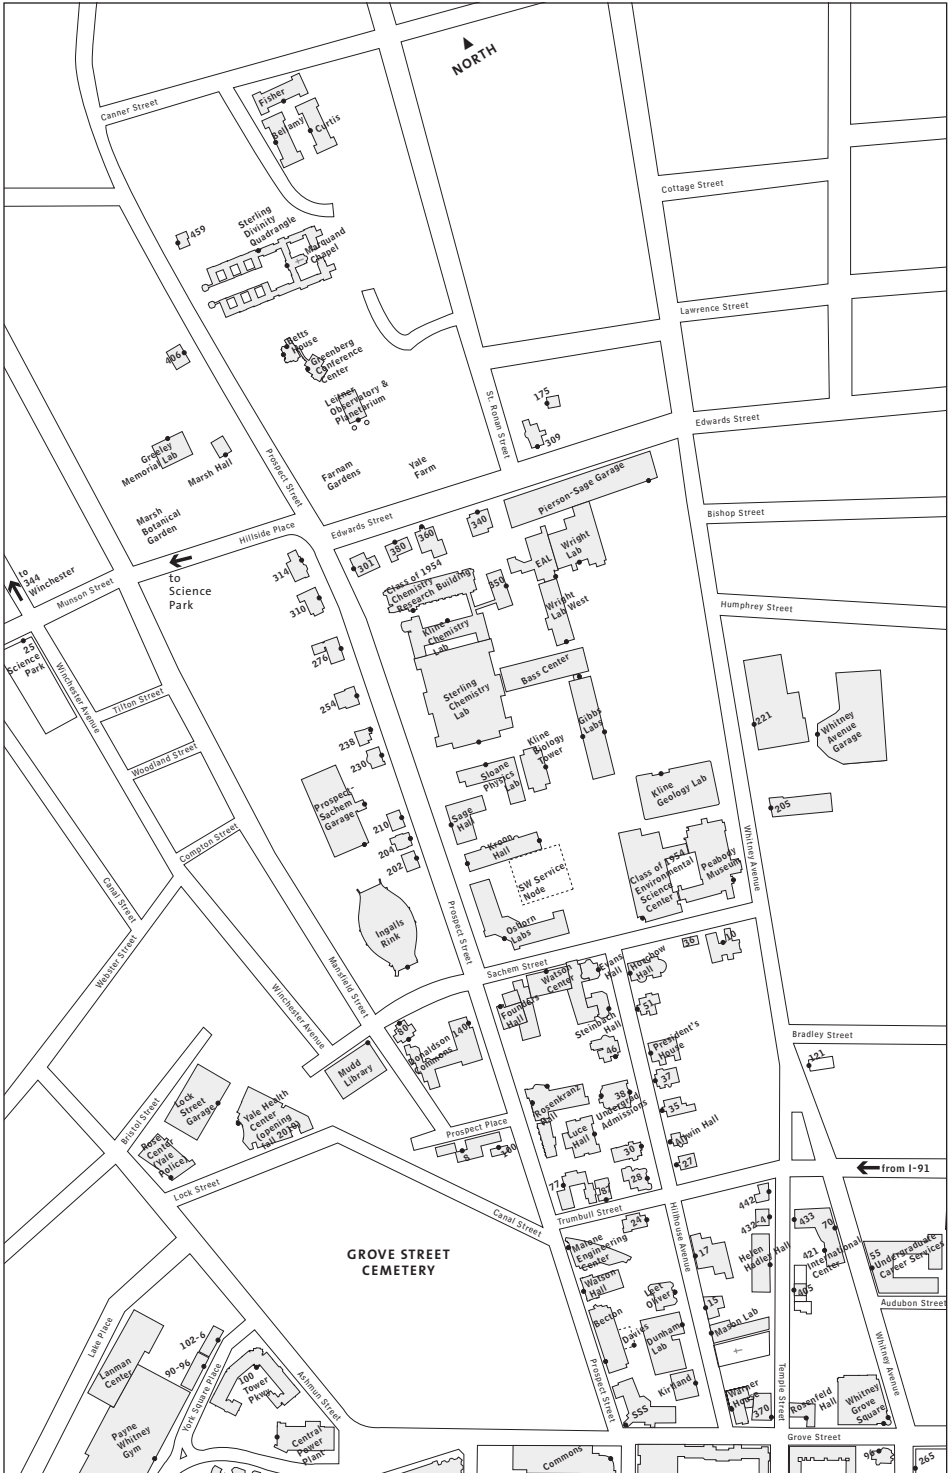 NORTH
Canner Street
Fisher
Bellamy
Curtis
Cottage Street
459
Sterling
Divinity
Quadrangle
Marquand
Chapel
Lawrence Street
406
Betts
House
Greenberg
Conference
Center
Leitner
Observatory &
Planetarium
St. Ronan Street
175
309
Edwards Street
Greeley
Memorial Lab
Marsh Hall
Prospect Street
Farnam
Gardens
Yale
Farm
Pierson-Sage Garage
Marsh
Botanical
Garden
Hillside Place
Edwards Street
340
360
380
301
Bishop Street
EAL
Wright
Lab
to
344
Winchester
to
Science
Park
Munson Street
314
310
Class of 1954
Chemistry
Research Building
350
Wright
Lab West
Humphrey Street
Kline
Chemistry
Lab
25
Science
Park
Winchester Avenue
276
Bass Center
Tilton Street
254
Sterling
Chemistry
Lab
Gibbs
Labs
221
Whitney
Avenue
Garage
Woodland Street
238
230
Kline
Biology
Tower
Sloane
Physics
Lab
Kline
Geology Lab
Prospect-
Sachem
Garage
205
Sage
Hall
210
204
202
Compton Street
Kroon
Hall
SW Service
Node
Class of 1954
Environmental
Science
Center
Peabody
Museum
Whitney Avenue
Canal Street
Ingalls
Rink
Prospect Street
Osborn
Labs
Webster Street
Mansfield Street
Winchester Avenue
Sachem Street
Watson
Center
Evans
Hall
Horchow
Hall
16
10
Founders
Hall
51
Steinbach
Hall
80
Donaldson
Commons
140
46
President's
House
Bradley Street
121
Mudd
Library
37
Lock
Street
Garage
Yale Health
Center
(opening
fall 2010)
Rosenkranz
Hall
38
Undergrad
Admissions
35
Bristol Street
Rose
Center
(Yale
Police)
Prospect Place
8
100
Luce
Hall
Allwin Hall
30
27
from I-91
Lock Street
77
87
28
442
Canal Street
Trumbull Street
24
Hillhouse Avenue
432-4
433
70
GROVE STREET
CEMETERY
Malone
Engineering
Center
17
Helen
Hadley Hall
421
International
Center
55
Undergraduate
Career Services
Watson
Hall
Leet
Oliver
15
405
Audubon Street
Lake Place
Becton
Davies
Dunham
Lab
Mason Lab
102-6
90-96
Lanman
Center
York Square Place
100
Tower
Pkwy
Ashmun Street
Prospect Street
Kirtland
Temple Street
Whitney Avenue
Warner
House
370
Rosenfeld
Hall
Whitney
Grove
Square
SSS
Payne
Whitney
Gym
Central
Power
Plant
Grove Street
Commons
265